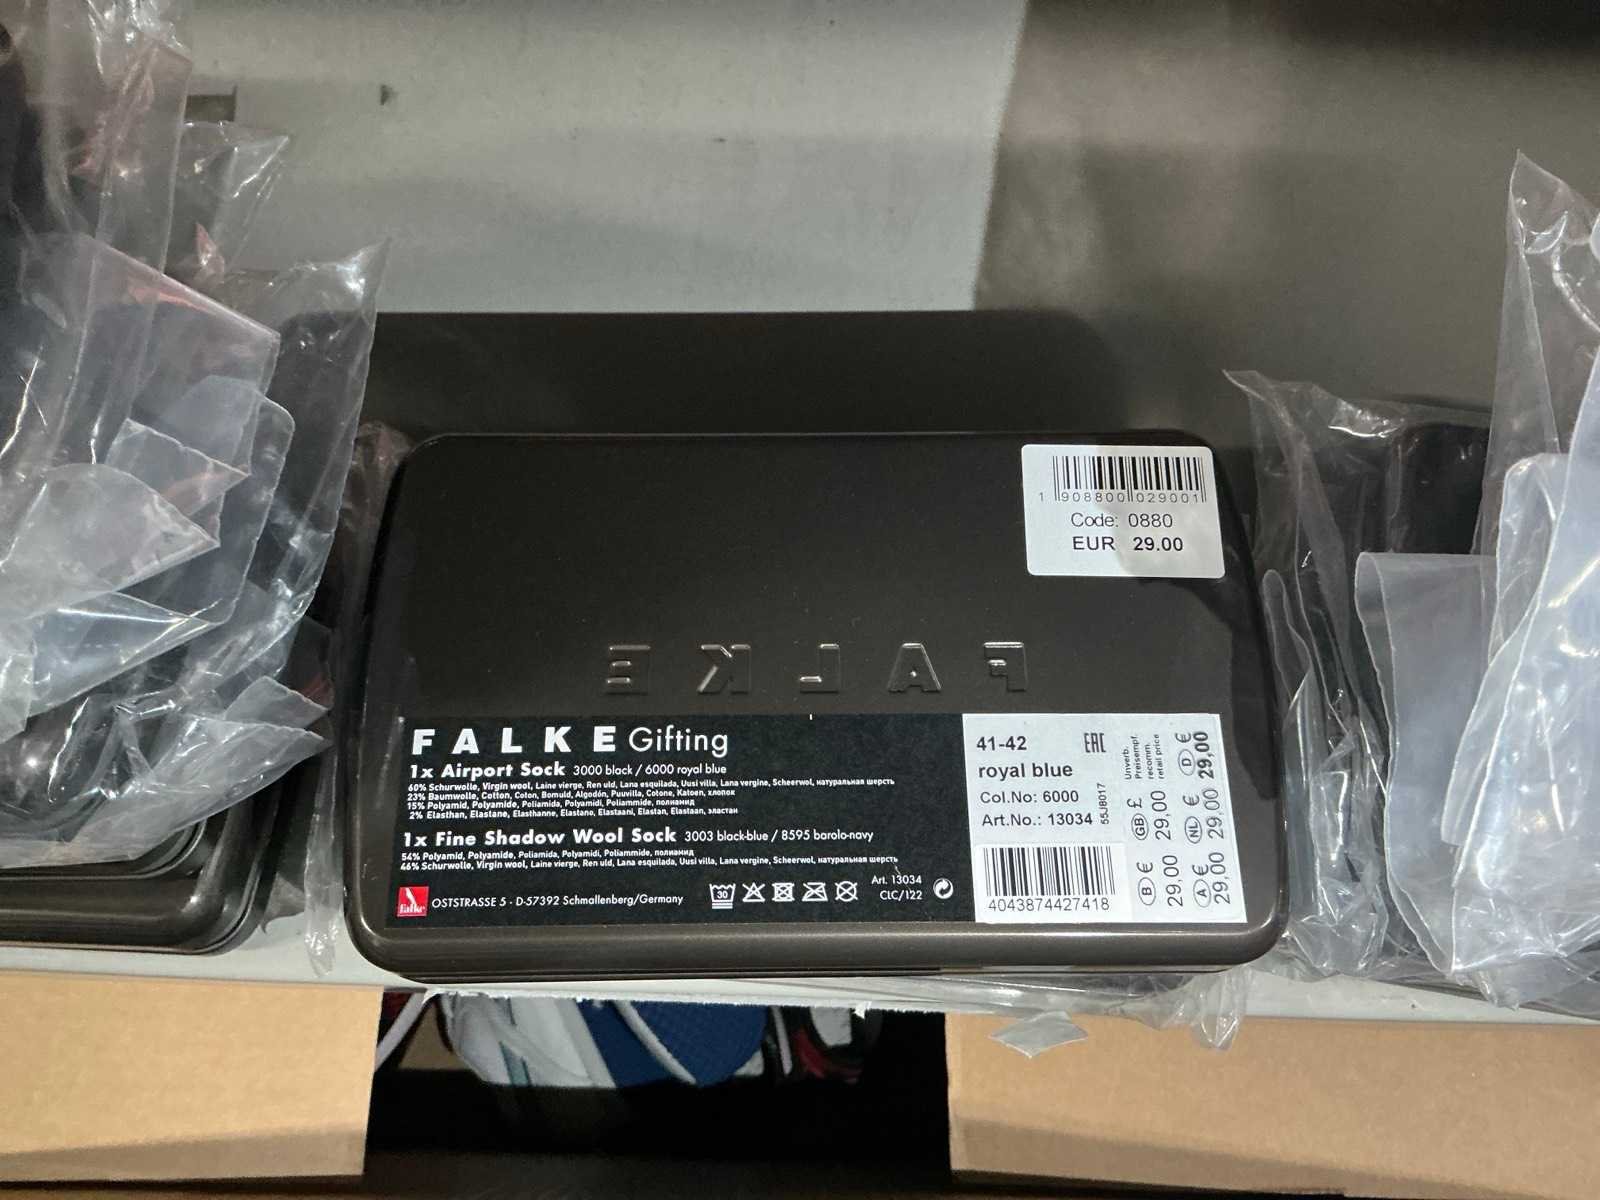 1 908800 029001
Code: 0880
EUR 29.00
FALKE
FALKE Gifting
1x Airport Sock 3000 black / 6000 royal blue
60% Schurwolle, Virgin wool, Laine vierge, Ren uld, Lana esquilada, Uusi villa, Lana vergine, Scheerwol, натуральная шерсть
23% Baumwolle, Cotton, Coton, Bomuld, Algodón, Puuvilla, Cotone, Katoen, хлопок
15% Polyamid, Polyamide, Poliamida, Polyamidi, Poliammide, полиамид
2% Elasthan, Elastane, Elasthanne, Elastano, Elastaani, Elastan, Elastaan, эластан
1x Fine Shadow Wool Sock 3003 black-blue / 8595 barolo-navy
54% Polyamid, Polyamide, Poliamida, Polyamidi, Poliammide, полиамид
46% Schurwolle, Virgin wool, Laine vierge, Ren uld, Lana esquilada, Uusi villa, Lana vergine, Scheerwol, натуральная шерсть
falke
OSTSTRASSE 5 · D-57392 Schmallenberg/Germany
30
Art. 13034
CLC/122
41-42 EAC
royal blue
Col.No: 6000
Art.No.: 13034
55J8017
4043874427418
Unverb.
Preisempf.
recomm.
retail price
D €
29,00
GB £
29,00
NL €
29,00
B €
29,00
A €
29,00